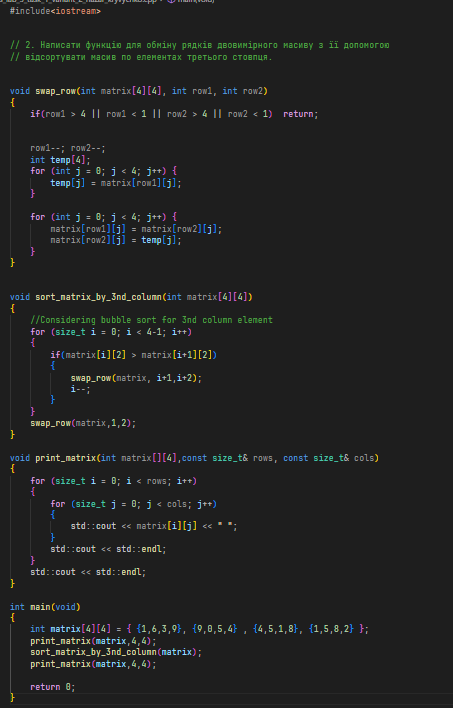 main(void)
#include<iostream>
// 2. Написати функцію для обміну рядків двовимірного масиву з її допомогою
// відсортувати масив по елементах третього стовпця.
void swap_row(int matrix[4][4], int row1, int row2)
{
if(row1 > 4 || row1 < 1 || row2 > 4 || row2 < 1)  return;
row1--; row2--;
int temp[4];
for (int j = 0; j < 4; j++) {
temp[j] = matrix[row1][j];
}
for (int j = 0; j < 4; j++) {
matrix[row1][j] = matrix[row2][j];
matrix[row2][j] = temp[j];
}
}
void sort_matrix_by_3nd_column(int matrix[4][4])
{
//Considering bubble sort for 3nd column element
for (size_t i = 0; i < 4-1; i++)
{
if(matrix[i][2] > matrix[i+1][2])
{
swap_row(matrix, i+1,i+2);
i--;
}
}
swap_row(matrix,1,2);
}
void print_matrix(int matrix[][4],const size_t& rows, const size_t& cols)
{
for (size_t i = 0; i < rows; i++)
{
for (size_t j = 0; j < cols; j++)
{
std::cout << matrix[i][j] << " ";
}
std::cout << std::endl;
}
std::cout << std::endl;
}
int main(void)
{
int matrix[4][4] = { {1,6,3,9}, {9,0,5,4} , {4,5,1,8}, {1,5,8,2} };
print_matrix(matrix,4,4);
sort_matrix_by_3nd_column(matrix);
print_matrix(matrix,4,4);
return 0;
}